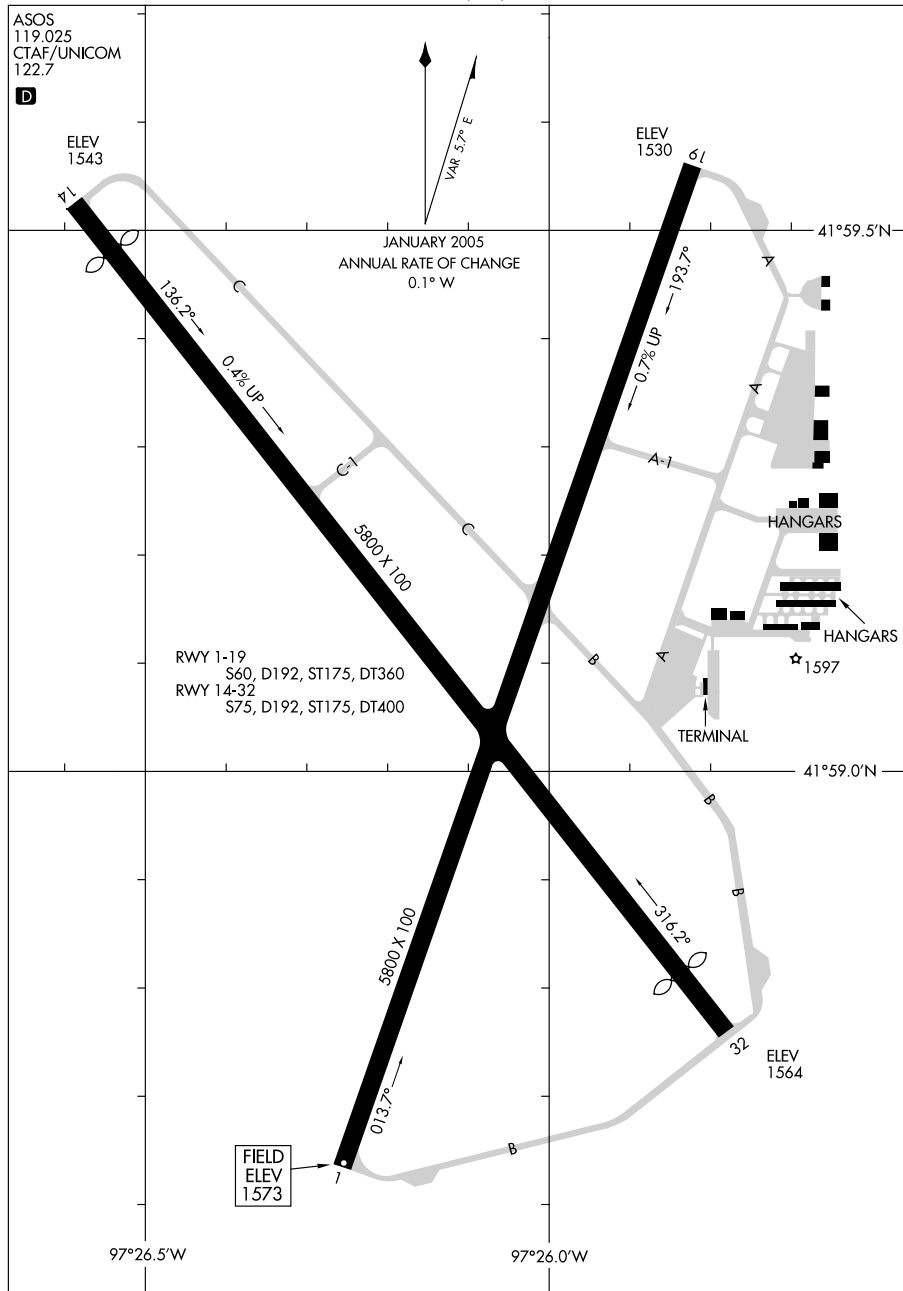 ASOS
119.025
CTAF/UNICOM
122.7
D
ELEV
1543
14
VAR 5.7° E
JANUARY 2005
ANNUAL RATE OF CHANGE
0.1° W
ELEV
1530
19
41°59.5'N
136.2°
0.4% UP
C
193.7°
0.7% UP
A
A
C-1
A-1
5800 X 100
C
HANGARS
HANGARS
RWY 1-19
S60, D192, ST175, DT360
RWY 14-32
S75, D192, ST175, DT400
B
A
1597
TERMINAL
41°59.0'N
B
B
5800 X 100
316.2°
32
ELEV
1564
013.7°
B
FIELD
ELEV
1573
1
97°26.5'W
97°26.0'W